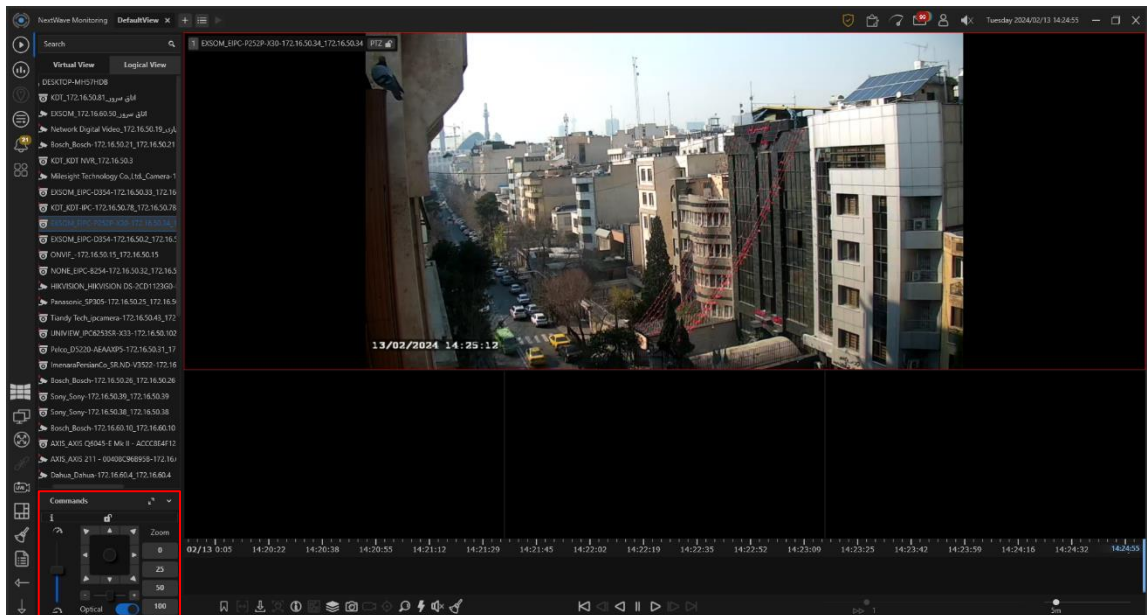 NextWave Monitoring DefaultView
Tuesday 2024/02/13 14:24:55
Search
Virtual View Logical View
DESKTOP-MH57HDB
KDT_172.16.50.81_اتاق سرور
EXSOM_172.16.60.50_اتاق سرور
Network Digital Video_172.16.50.19_
Bosch_Bosch-172.16.50.21_172.16.50.21
KDT_KDT NVR_172.16.50.3
Milesight Technology Co.,Ltd._Camera-1
EXSOM_EIPC-D354-172.16.50.33_172.16
KDT_KDT-IPC-172.16.50.78_172.16.50.78
EXSOM_EIPC-P252P-X30-172.16.50.34_1
EXSOM_EIPC-D354-172.16.50.2_172.16.5
ONVIF_-172.16.50.15_172.16.50.15
NONE_EIPC-B254-172.16.50.32_172.16.5
HIKVISION_HIKVISION DS-2CD1123G0-
Panasonic_SP305-172.16.50.25_172.16.5
Tiandy Tech_ipcamera-172.16.50.43_172
UNIVIEW_IPC6253SR-X33-172.16.50.102
Pelco_D5220-AEAAXP5-172.16.50.31_17
ImenaraPersianCo_SR.ND-V3522-172.16
Bosch_Bosch-172.16.50.26_172.16.50.26
Sony_Sony-172.16.50.39_172.16.50.39
Sony_Sony-172.16.50.38_172.16.50.38
Bosch_Bosch-172.16.60.10_172.16.60.10
AXIS_AXIS Q6045-E Mk II - ACCC8E4F12
AXIS_AXIS 211 - 00408C96B95B-172.16.
Dahua_Dahua-172.16.60.4_172.16.60.4
Commands
Zoom
0
25
50
100
Optical
1 EXSOM_EIPC-P252P-X30-172.16.50.34_172.16.50.34 PTZ
13/02/2024 14:25:12
02/13 0:05 14:20:22 14:20:38 14:20:55 14:21:12 14:21:29 14:21:45 14:22:02 14:22:19 14:22:35 14:22:52 14:23:09 14:23:25 14:23:42 14:23:59 14:24:16 14:24:32 14:24:55
1
5m